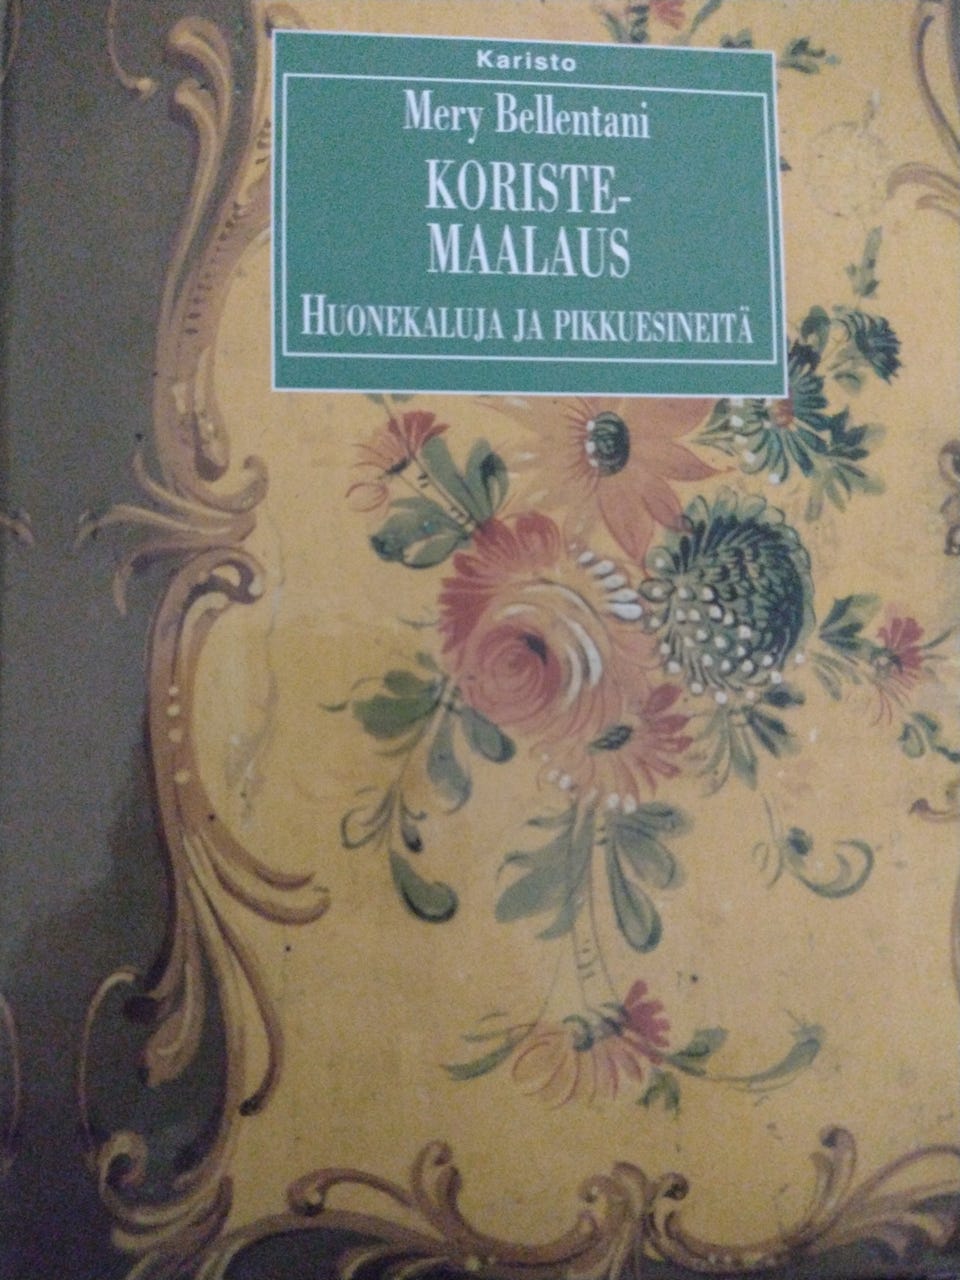 Karisto
Mery Bellentani
KORISTE-
MAALAUS
HUONEKALUJA JA PIKKUESINEITÄ